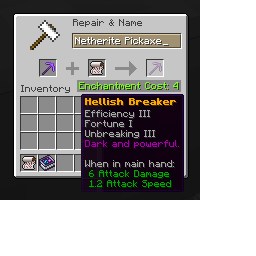 Repair & Name
Netherite Pickaxe_
Enchantment Cost: 4
Inventory
Hellish Breaker
Efficiency III
Fortune I
Unbreaking III
Dark and powerful.
When in main hand:
6 Attack Damage
1.2 Attack Speed